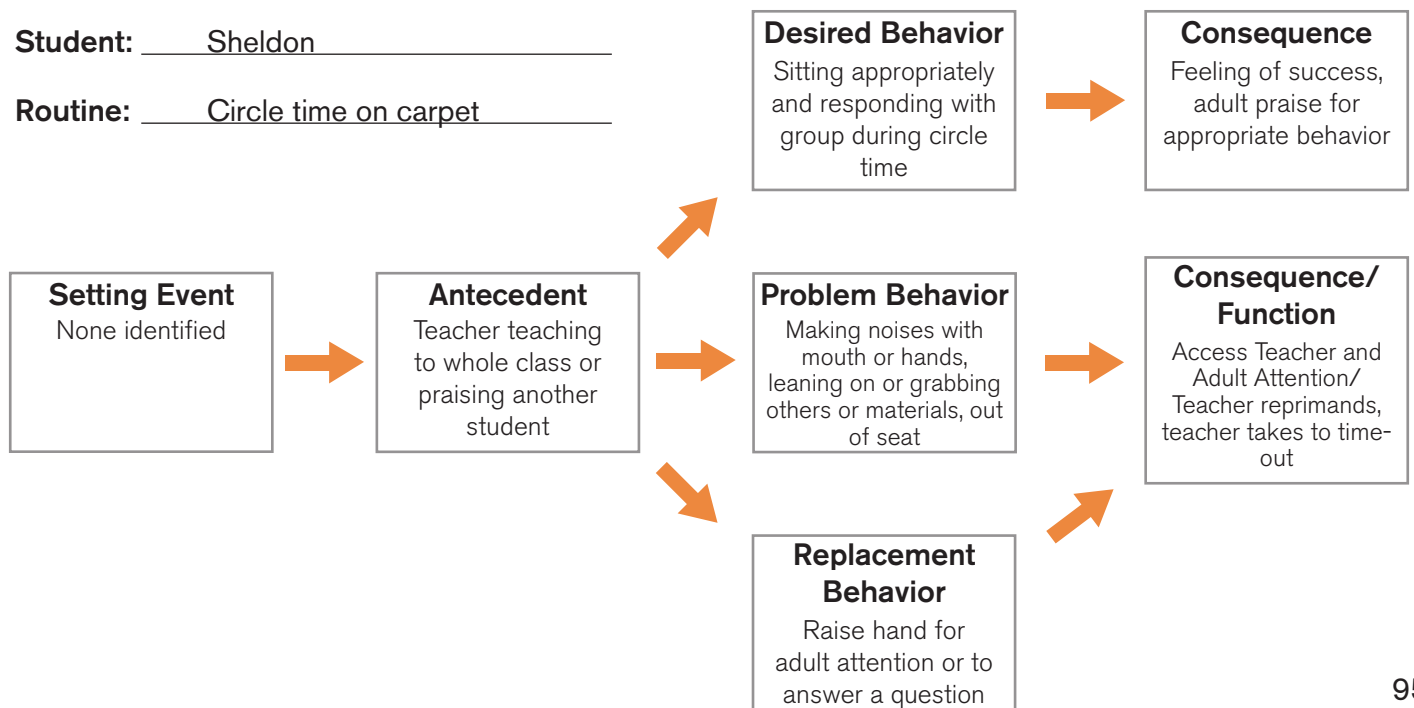 Student: Sheldon
Routine: Circle time on carpet
Desired Behavior
Sitting appropriately
and responding with
group during circle
time
Consequence
Feeling of success,
adult praise for
appropriate behavior
Setting Event
None identified
Antecedent
Teacher teaching
to whole class or
praising another
student
Problem Behavior
Making noises with
mouth or hands,
leaning on or grabbing
others or materials, out
of seat
Consequence/
Function
Access Teacher and
Adult Attention/
Teacher reprimands,
teacher takes to time-
out
Replacement
Behavior
Raise hand for
adult attention or to
answer a question
95